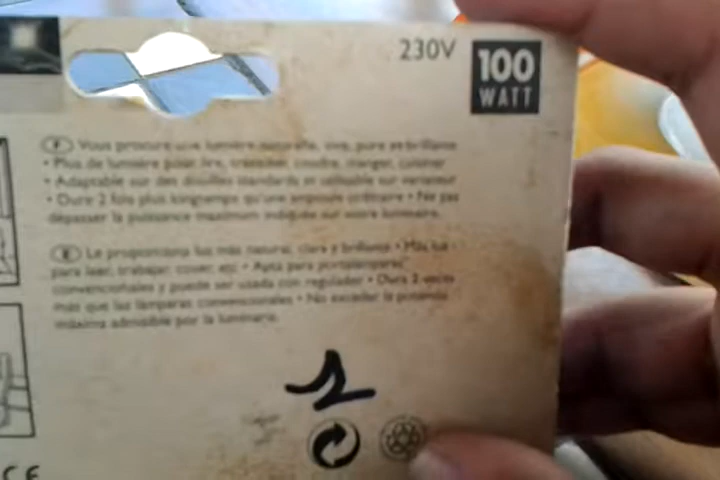 230V
100
WATT
F Vous procure une lumière naturelle, vive, pure et brillante
• Plus de lumière pour lire, travailler, coudre, manger, cuisiner
• Adaptable sur des douilles standards et utilisable sur variateur
• Dure 2 fois plus longtemps qu'une ampoule ordinaire • Ne pas
dépasser la puissance maximum indiquée sur votre luminaire.
E Le proporciona luz más natural, clara y brillante • Más luz
para leer, trabajar, coser, etc • Apta para portalámparas
convencionales y puede ser usada con regulador • Dura 2 veces
más que las lámparas convencionales • No exceder la potencia
máxima admisible por la luminaria.
CE